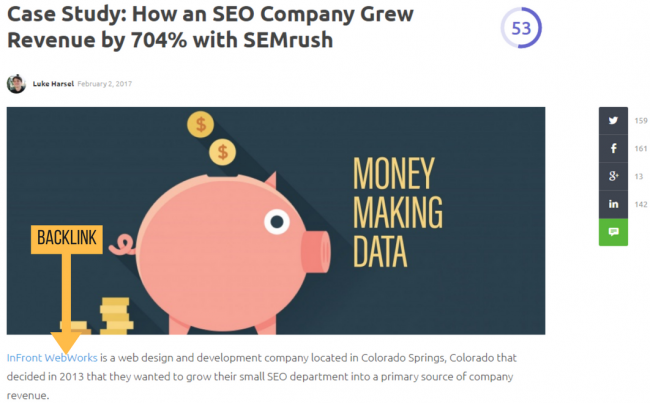 Case Study: How an SEO Company Grew
Revenue by 704% with SEMrush
53
Luke Harsel February 2, 2017
MONEY
MAKING
DATA
BACKLINK
159
161
13
142
InFront WebWorks is a web design and development company located in Colorado Springs, Colorado that
decided in 2013 that they wanted to grow their small SEO department into a primary source of company
revenue.